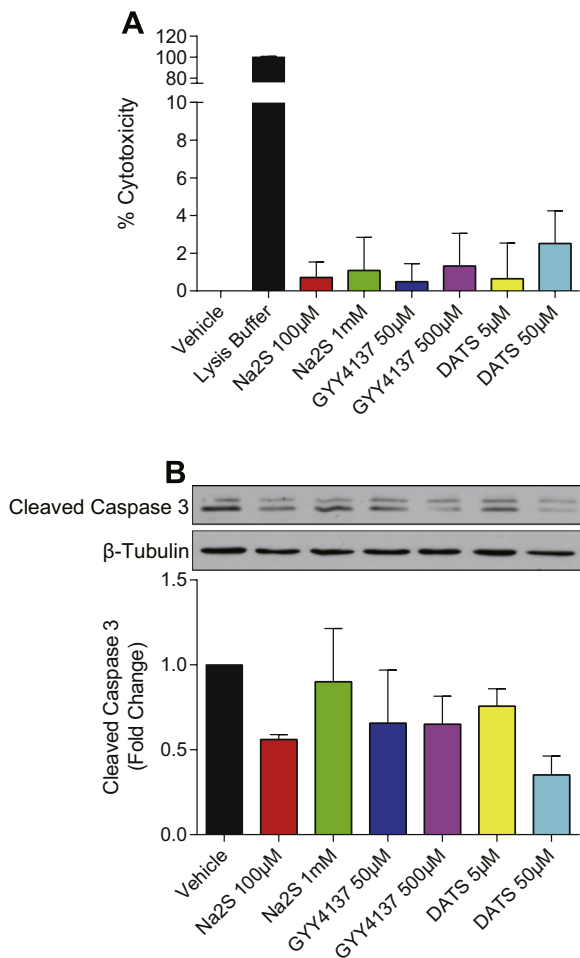 A
120
100
80
10
8
6
4
2
0
% Cytotoxicity
Vehicle
Lysis Buffer
Na2S 100µM
Na2S 1mM
GYY4137 50µM
GYY4137 500µM
DATS 5µM
DATS 50µM
B
Cleaved Caspase 3
β-Tubulin
1.5
1.0
0.5
0.0
Cleaved Caspase 3
(Fold Change)
Vehicle
Na2S 100µM
Na2S 1mM
GYY4137 50µM
GYY4137 500µM
DATS 5µM
DATS 50µM